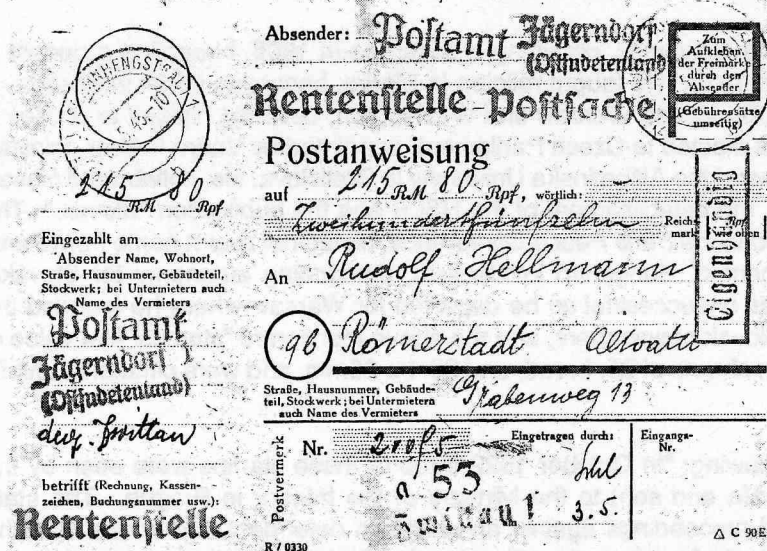 215 RM 80 Rpf
Eingezahlt am
Absender Name, Wohnort,
Straße, Hausnummer, Gebäudeteil,
Stockwerk; bei Untermietern auch
Name des Vermieters
Postamt
Jägerndorf 1
(Ostsudetenland)
betrifft (Rechnung, Kassen-
zeichen, Buchungsnummer usw.):
Rentenstelle
Absender: Postamt Jägerndorf
(Ostsudetenland)
Rentenstelle-Postsache
Zum
Aufkleben
der Freimarke
durch den
Absender
(Gebührensätze
umseitig)
Postanweisung
auf 215 RM 80 Rpf, wörtlich:
Zweihundertfünfzehn Reichs
mark Rpf wie oben
An Rudolf Hellmann
Eigenhändig
9b Römerstadt
Straße, Hausnummer, Gebäude-
teil, Stockwerk; bei Untermietern
auch Name des Vermieters
Grabenweg 13
Postvermerk
Nr.
Eingetragen durch:
Eingangs-
Nr.
a 53
Zwittau 1 3.5.
R / 0330
△ C 90E